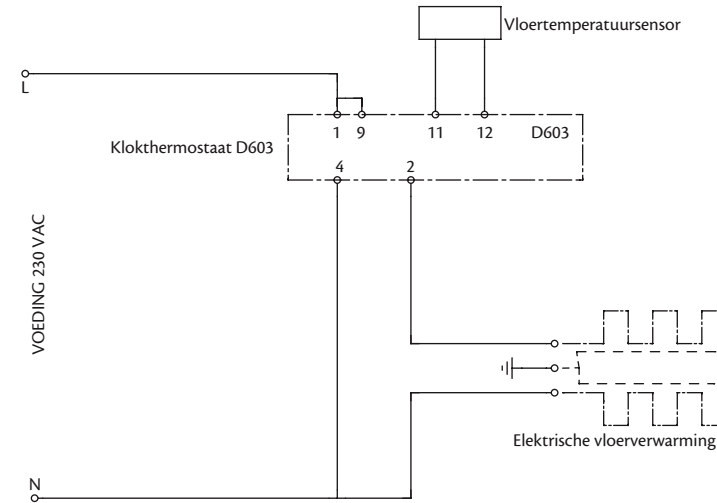 Vloertemperatuursensor
L
1 9 11 12 D603
Klokthermostaat D603
4 2
VOEDING 230 VAC
Elektrische vloerverwarming
N